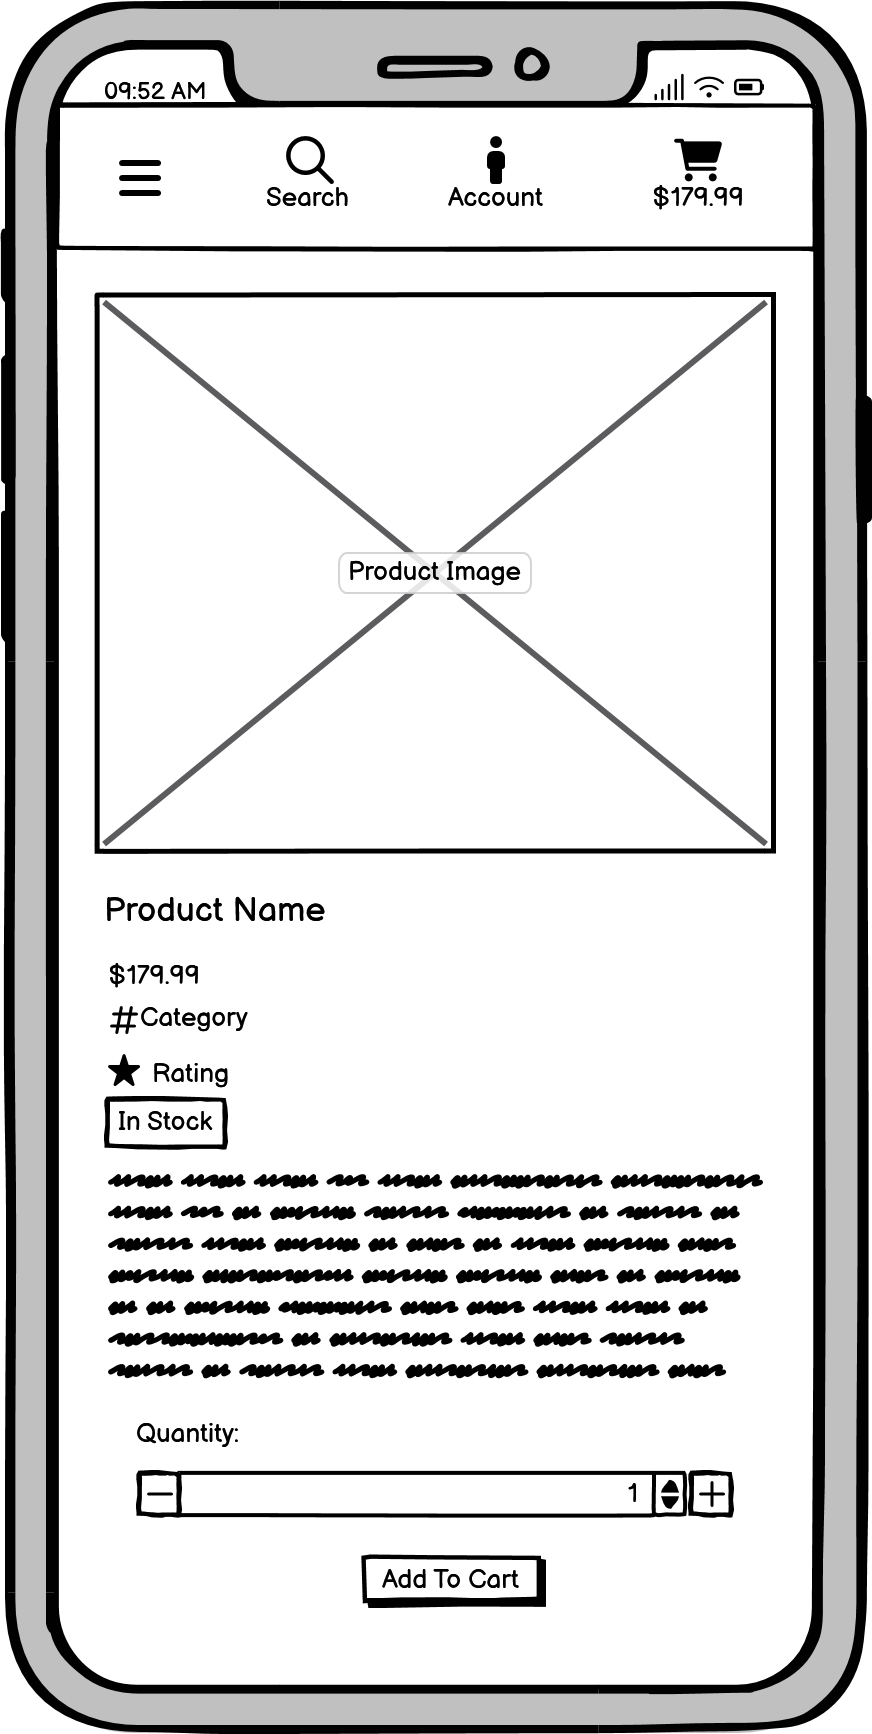 09:52 AM
Search
Account
$179.99
Product Image
Product Name
$179.99
#Category
Rating
In Stock
Quantity:
1
Add To Cart